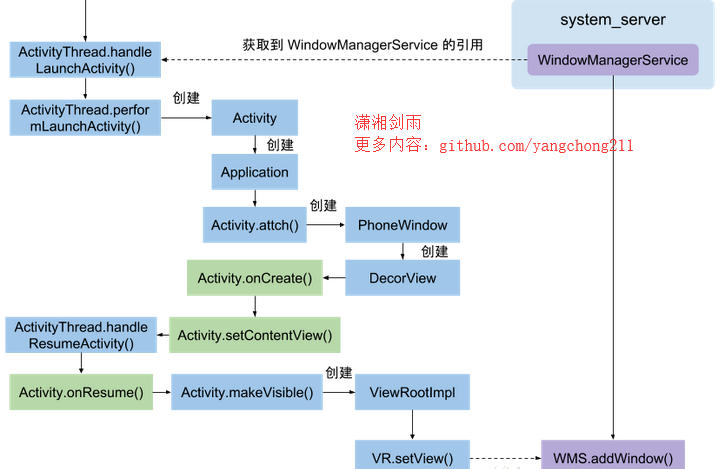 system_server
ActivityThread.handle
LaunchActivity()
获取到 WindowManagerService 的引用
WindowManagerService
ActivityThread.perfor
mLaunchActivity()
创建
Activity
潇湘剑雨
更多内容：github.com/yangchong211
创建
Application
Activity.attch()
创建
PhoneWindow
创建
Activity.onCreate()
DecorView
ActivityThread.handle
ResumeActivity()
Activity.setContentView()
Activity.onResume()
Activity.makeVisible()
创建
ViewRootImpl
VR.setView()
WMS.addWindow()